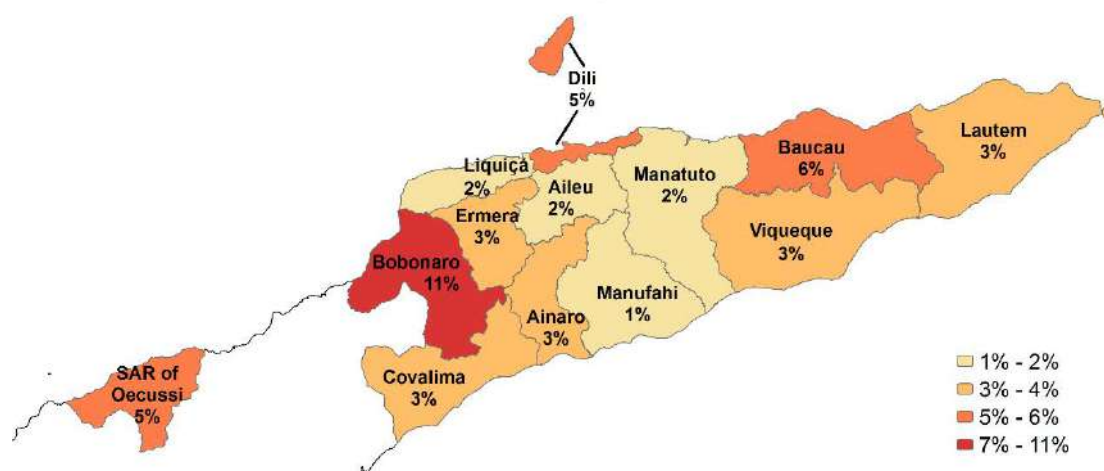 Dili
5%
Lautem
3%
Baucau
6%
Liquiçá
2%
Manatuto
2%
Aileu
2%
Ermera
3%
Viqueque
3%
Bobonaro
11%
Manufahi
1%
Ainaro
3%
SAR of
Oecussi
5%
Covalima
3%
1% - 2%
3% - 4%
5% - 6%
7% - 11%